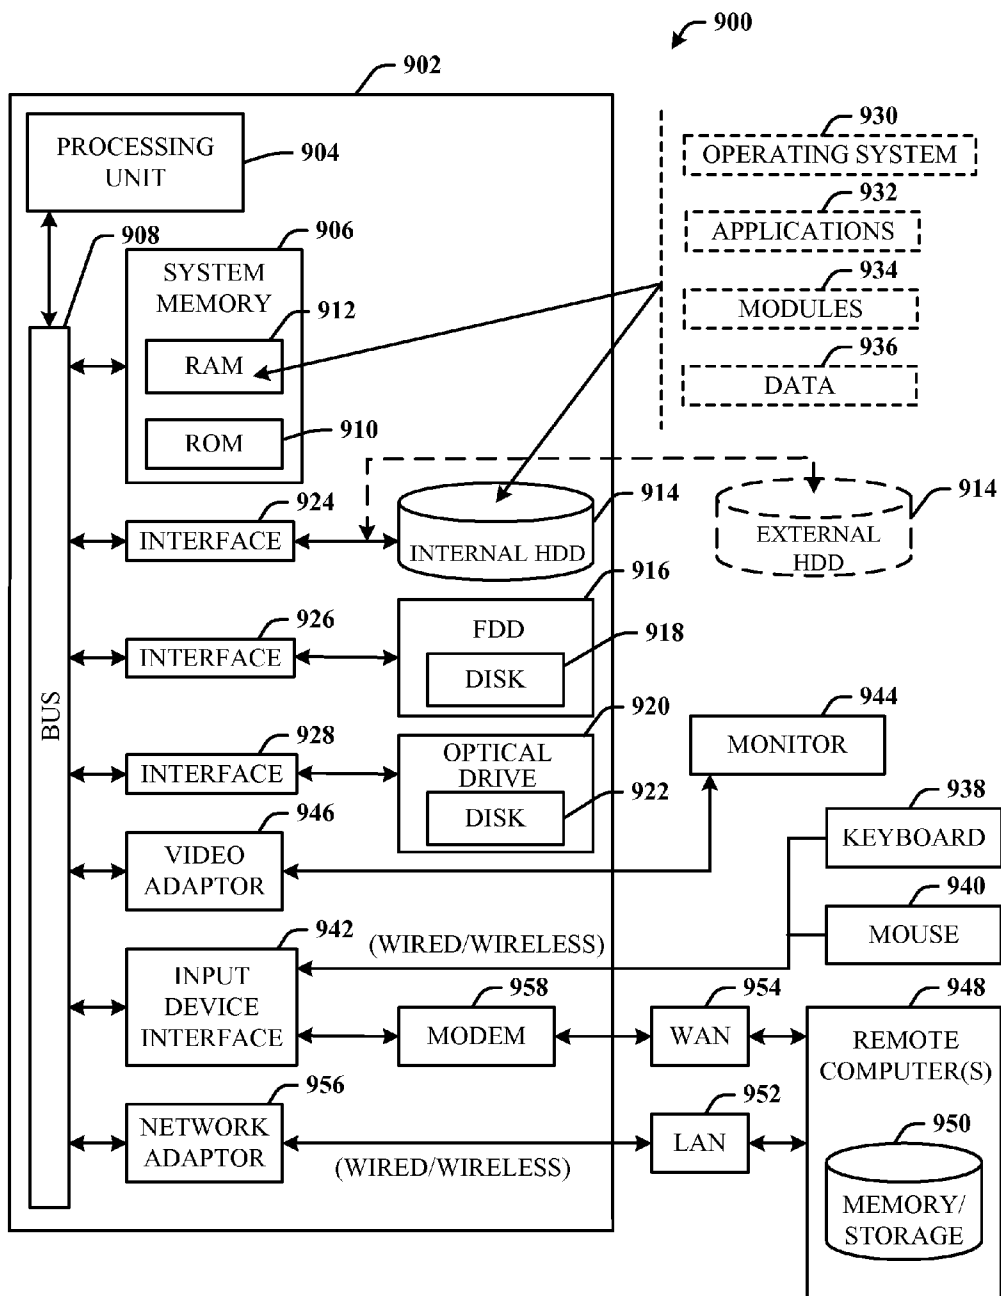 900
902
PROCESSING
UNIT
904
908
906
SYSTEM
MEMORY
912
RAM
ROM
910
930
OPERATING SYSTEM
932
APPLICATIONS
934
MODULES
936
DATA
924
INTERFACE
914
INTERNAL HDD
914
EXTERNAL
HDD
926
INTERFACE
916
FDD
918
DISK
BUS
928
INTERFACE
920
OPTICAL
DRIVE
922
DISK
944
MONITOR
946
VIDEO
ADAPTOR
938
KEYBOARD
940
MOUSE
942
(WIRED/WIRELESS)
INPUT
DEVICE
INTERFACE
958
MODEM
954
WAN
948
REMOTE
COMPUTER(S)
956
NETWORK
ADAPTOR
(WIRED/WIRELESS)
952
LAN
950
MEMORY/
STORAGE